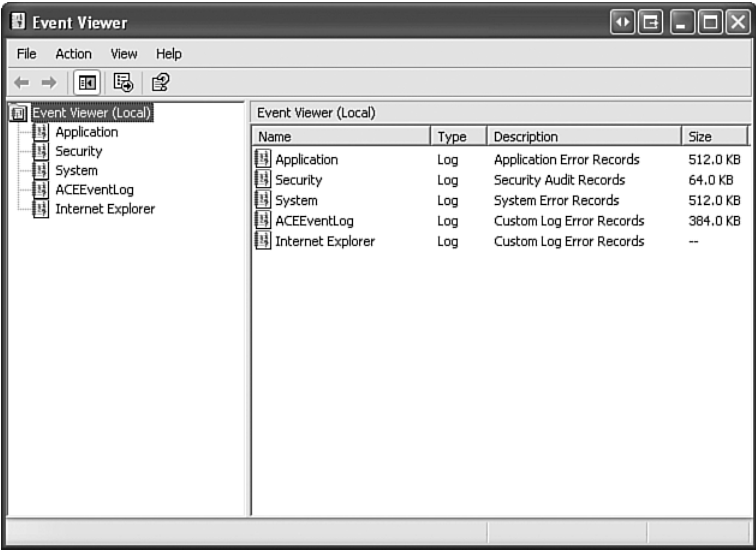 Event Viewer
File Action View Help
Event Viewer (Local)
Application
Security
System
ACEEventLog
Internet Explorer
Event Viewer (Local)
Name Type Description Size
Application Log Application Error Records 512.0 KB
Security Log Security Audit Records 64.0 KB
System Log System Error Records 512.0 KB
ACEEventLog Log Custom Log Error Records 384.0 KB
Internet Explorer Log Custom Log Error Records --